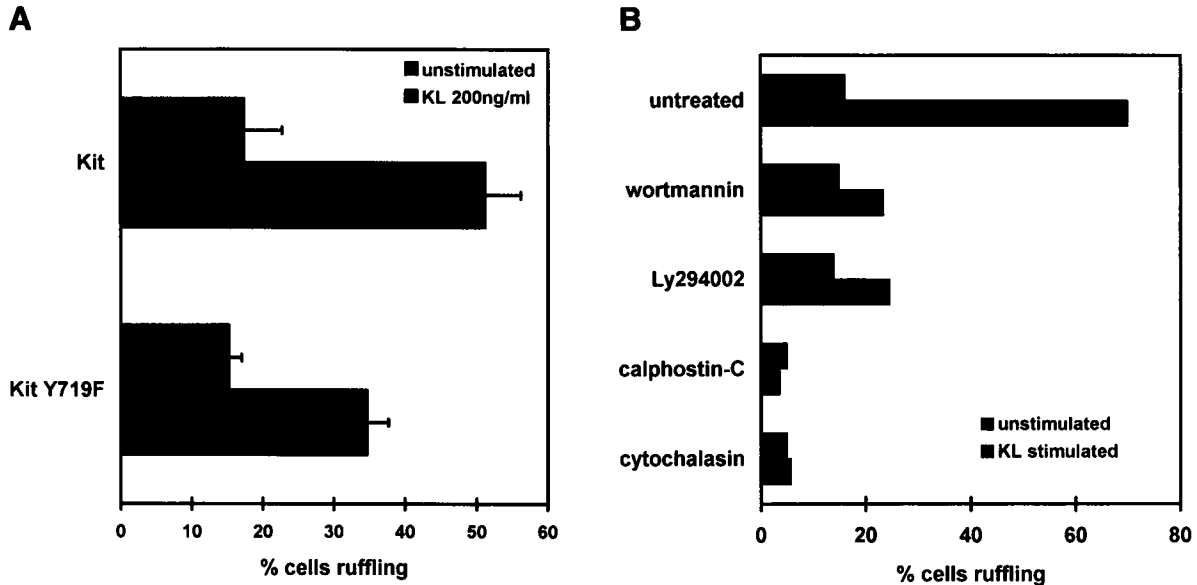 A
unstimulated
KL 200ng/ml
Kit
Kit Y719F
0 10 20 30 40 50 60
% cells ruffling
B
untreated
wortmannin
Ly294002
calphostin-C
cytochalasin
unstimulated
KL stimulated
0 20 40 60 80
% cells ruffling